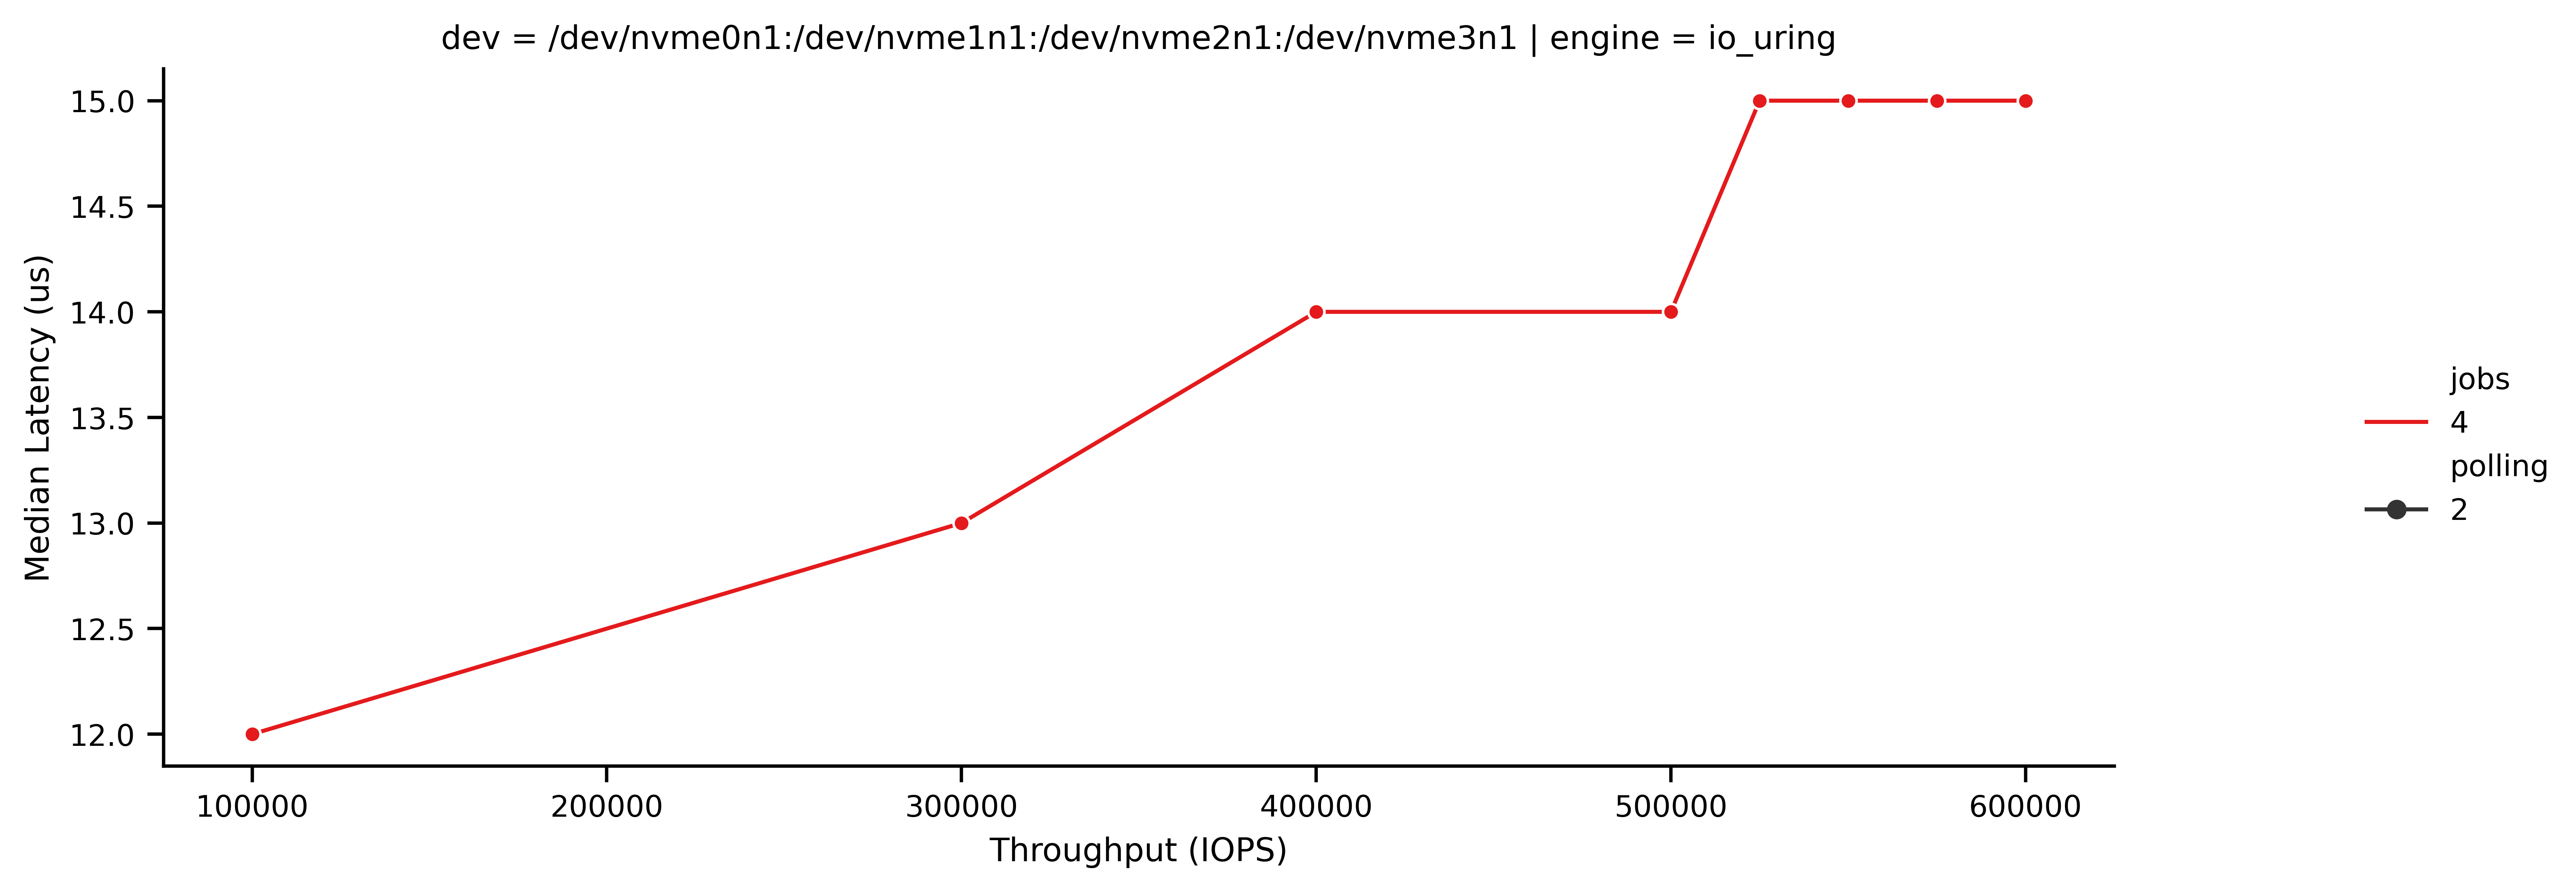 dev = /dev/nvme0n1:/dev/nvme1n1:/dev/nvme2n1:/dev/nvme3n1 | engine = io_uring
15.0
14.5
14.0
13.5
13.0
12.5
12.0
Median Latency (us)
100000 200000 300000 400000 500000 600000
Throughput (IOPS)
jobs
4
polling
2